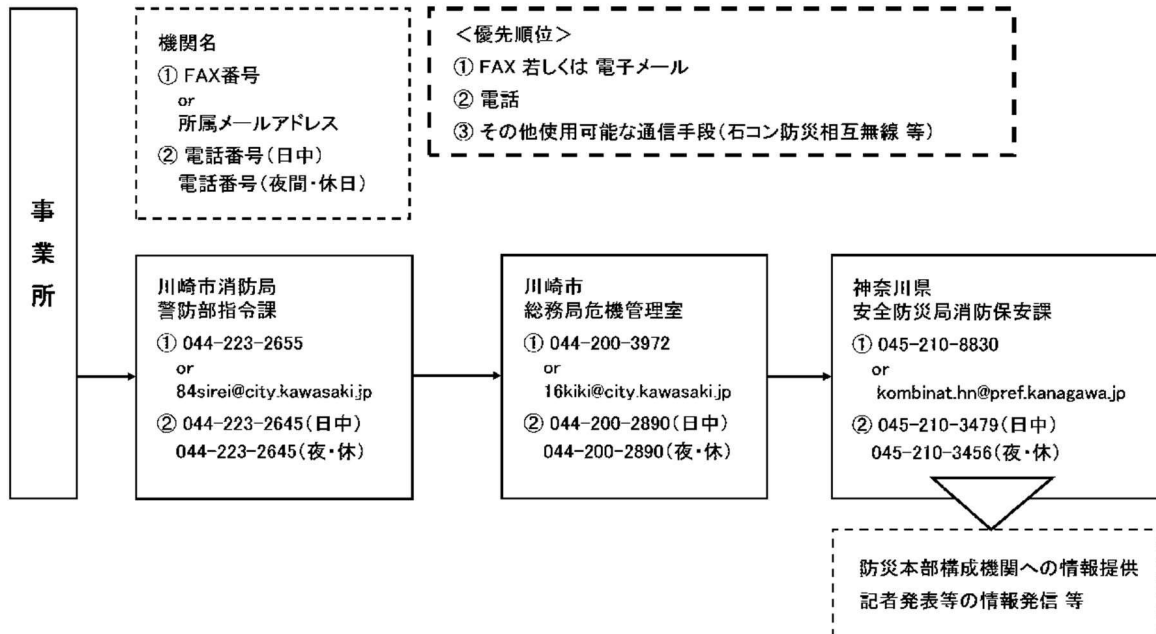 事業所
機関名
① FAX番号
or
所属メールアドレス
② 電話番号(日中)
電話番号(夜間・休日)
＜優先順位＞
① FAX 若しくは 電子メール
② 電話
③ その他使用可能な通信手段(石コン防災相互無線 等)
川崎市消防局
警防部指令課
① 044-223-2655
or
84sirei@city.kawasaki.jp
② 044-223-2645(日中)
044-223-2645(夜・休)
川崎市
総務局危機管理室
① 044-200-3972
or
16kiki@city.kawasaki.jp
② 044-200-2890(日中)
044-200-2890(夜・休)
神奈川県
安全防災局消防保安課
① 045-210-8830
or
kombinat.hn@pref.kanagawa.jp
② 045-210-3479(日中)
045-210-3456(夜・休)
防災本部構成機関への情報提供
記者発表等の情報発信 等